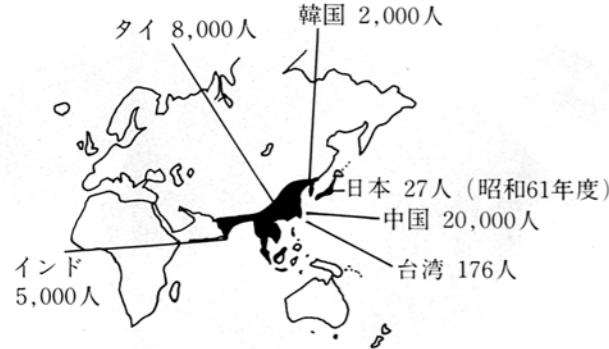 タイ 8,000人
韓国 2,000人
日本 27人（昭和61年度）
中国 20,000人
台湾 176人
インド
5,000人